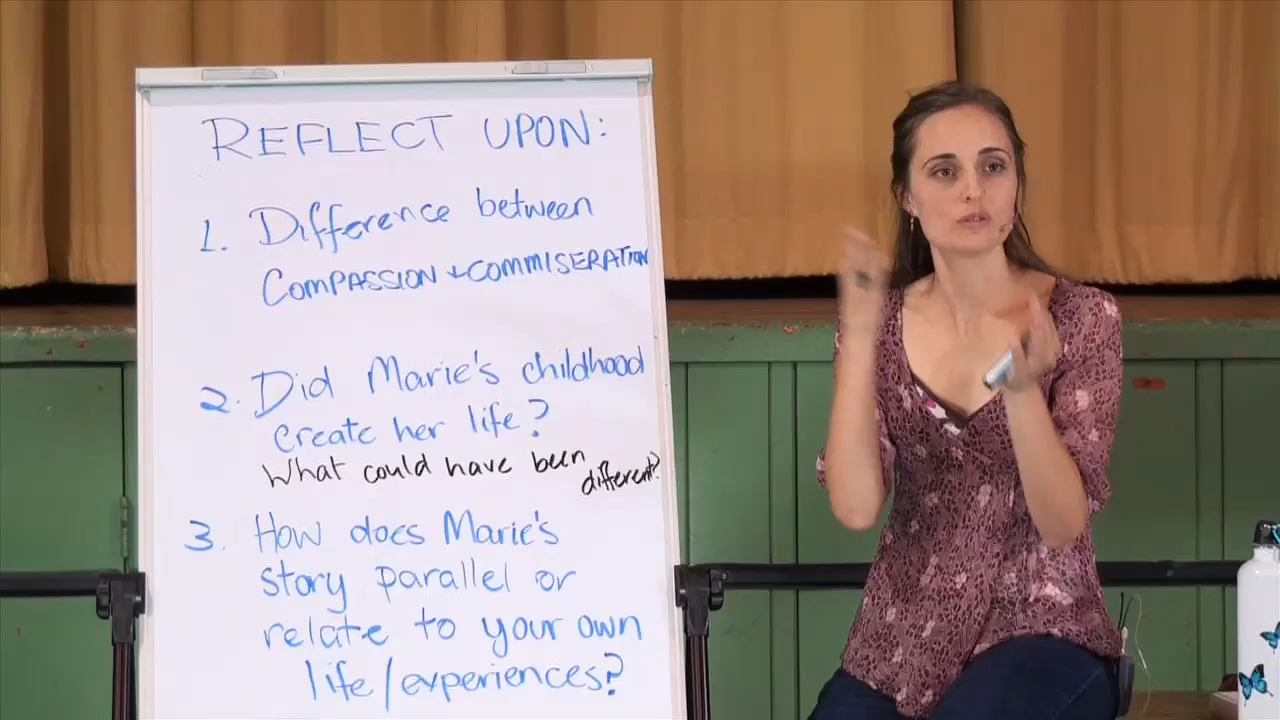 REFLECT UPON:
1. Difference between
COMPASSION + COMMISERATION
2. Did Marie's childhood
create her life?
What could have been
different?
3. How does Marie's
story parallel or
relate to your own
life/experiences?